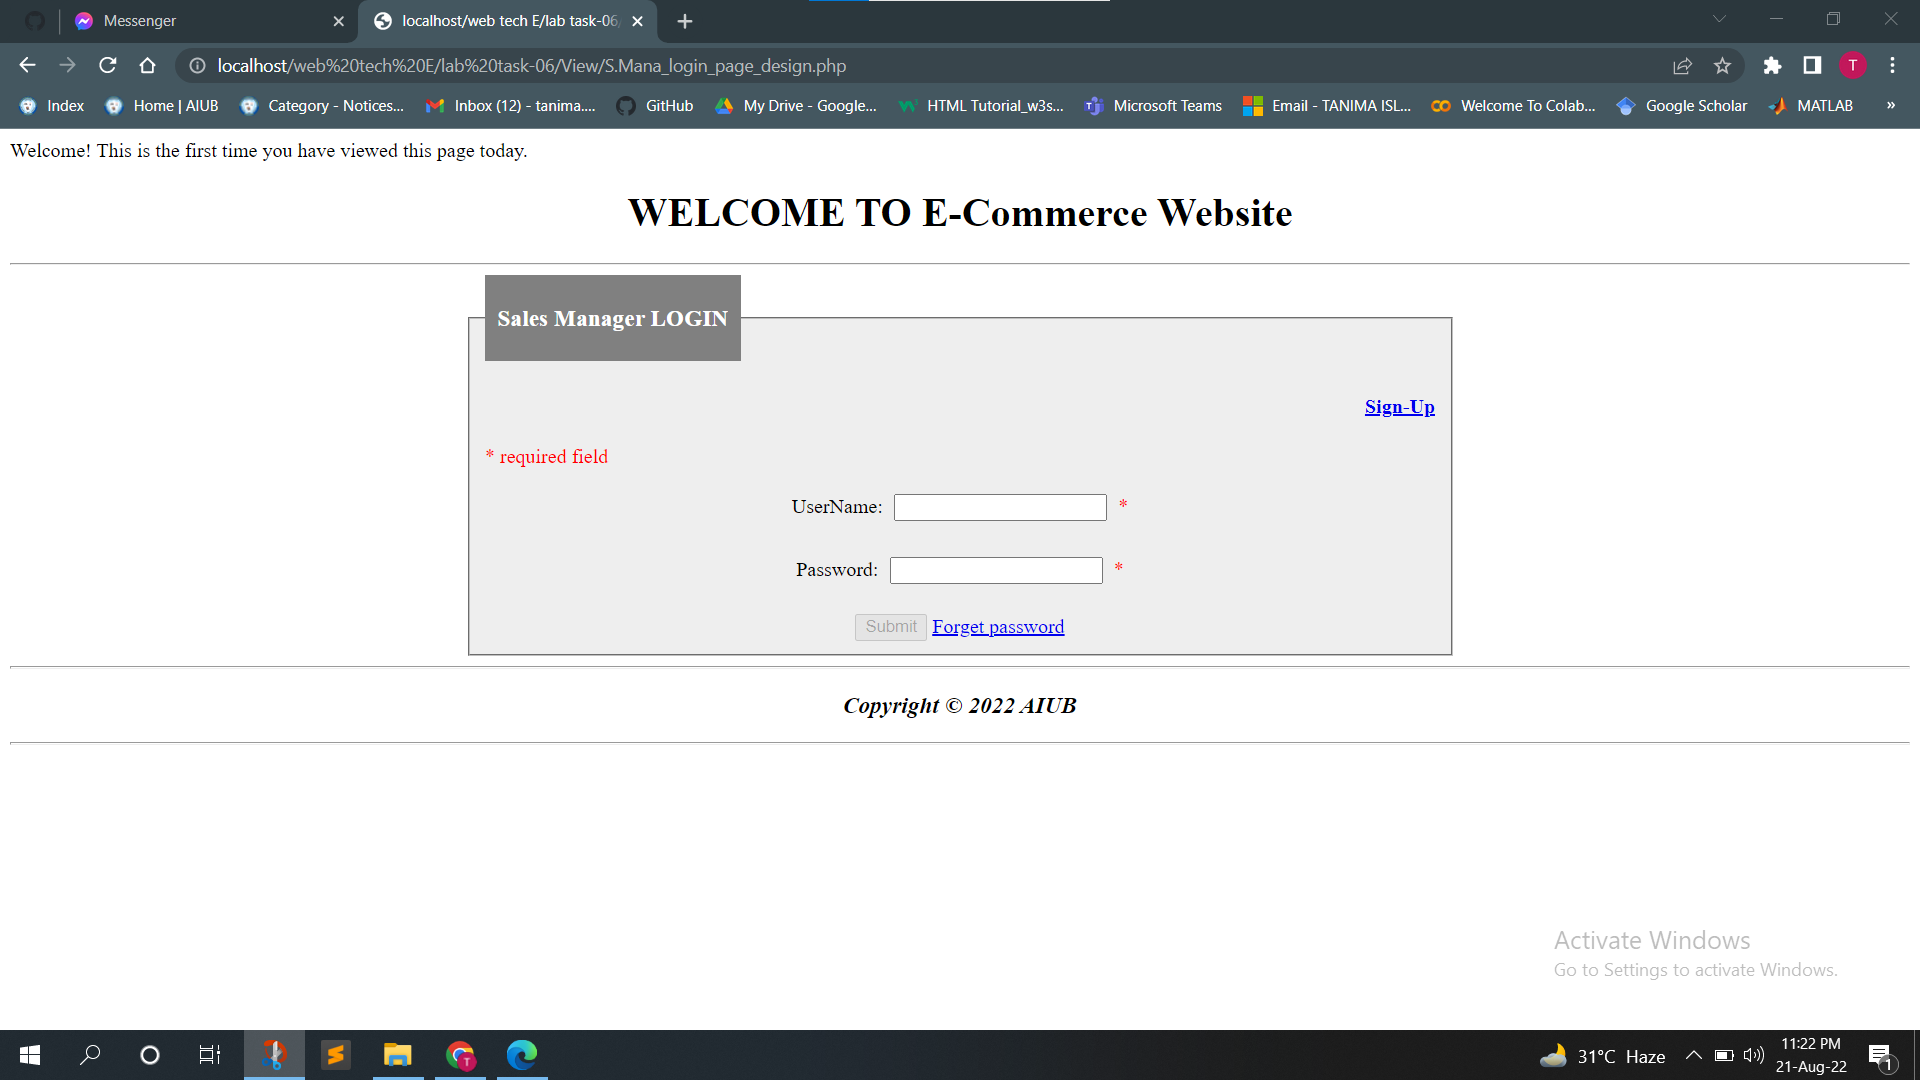 Messenger
localhost/web tech E/lab task-06/
localhost/web%20tech%20E/lab%20task-06/View/S.Mana_login_page_design.php
T
Index
Home | AIUB
Category - Notices...
Inbox (12) - tanima....
GitHub
My Drive - Google...
HTML Tutorial_w3s...
Microsoft Teams
Email - TANIMA ISL...
Welcome To Colab...
Google Scholar
MATLAB
»
Welcome! This is the first time you have viewed this page today.
WELCOME TO E-Commerce Website
Sales Manager LOGIN
Sign-Up
* required field
UserName: *
Password: *
Submit Forget password
Copyright © 2022 AIUB
Activate Windows
Go to Settings to activate Windows.
31°C Haze
11:22 PM
21-Aug-22
1